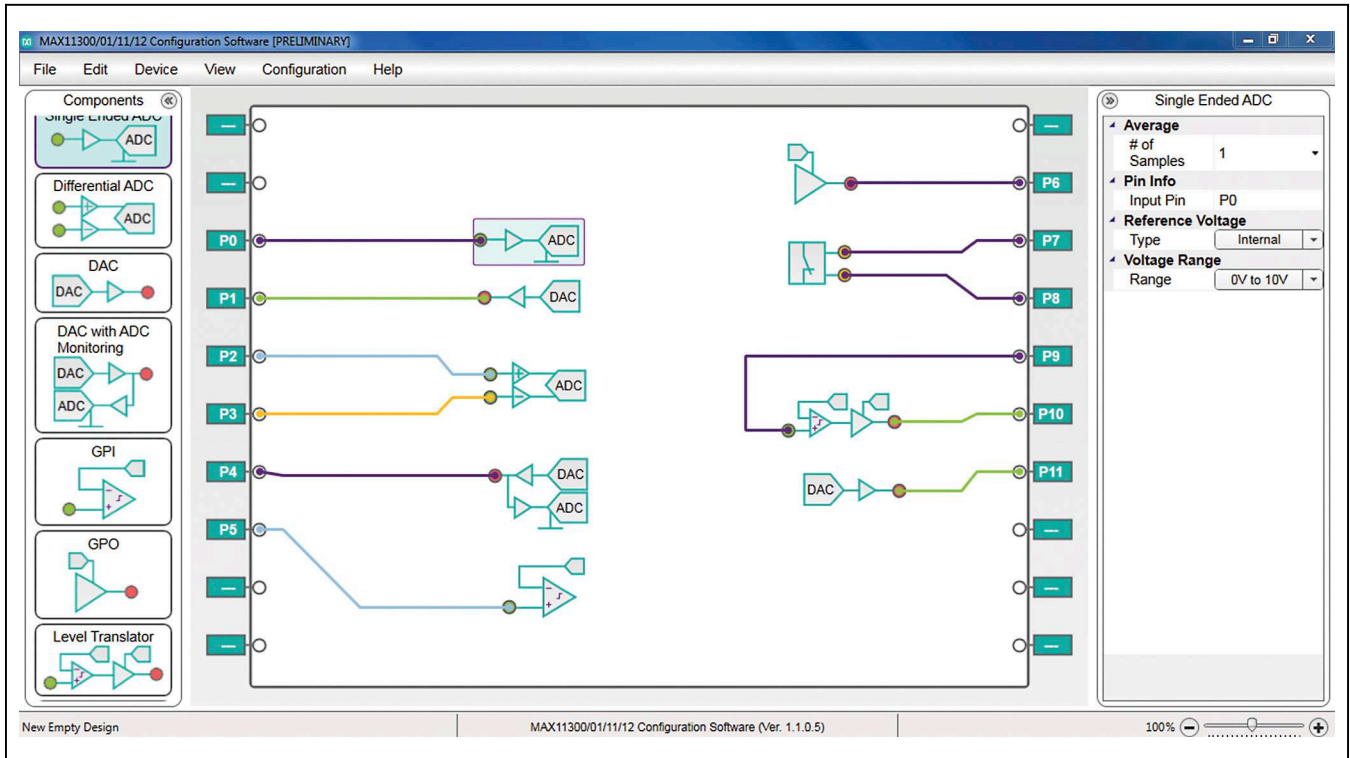 MAX11300/01/11/12 Configuration Software [PRELIMINARY]
File Edit Device View Configuration Help
Components
Single Ended ADC
ADC
Differential ADC
ADC
DAC
DAC
DAC with ADC
Monitoring
DAC
ADC
GPI
GPO
Level Translator
---
---
P0
P1
P2
P3
P4
P5
---
---
ADC
DAC
ADC
DAC
ADC
DAC
---
P6
P7
P8
P9
P10
P11
---
---
---
Single Ended ADC
Average
# of
Samples
1
Pin Info
Input Pin P0
Reference Voltage
Type Internal
Voltage Range
Range 0V to 10V
New Empty Design
MAX11300/01/11/12 Configuration Software (Ver. 1.1.0.5)
100%